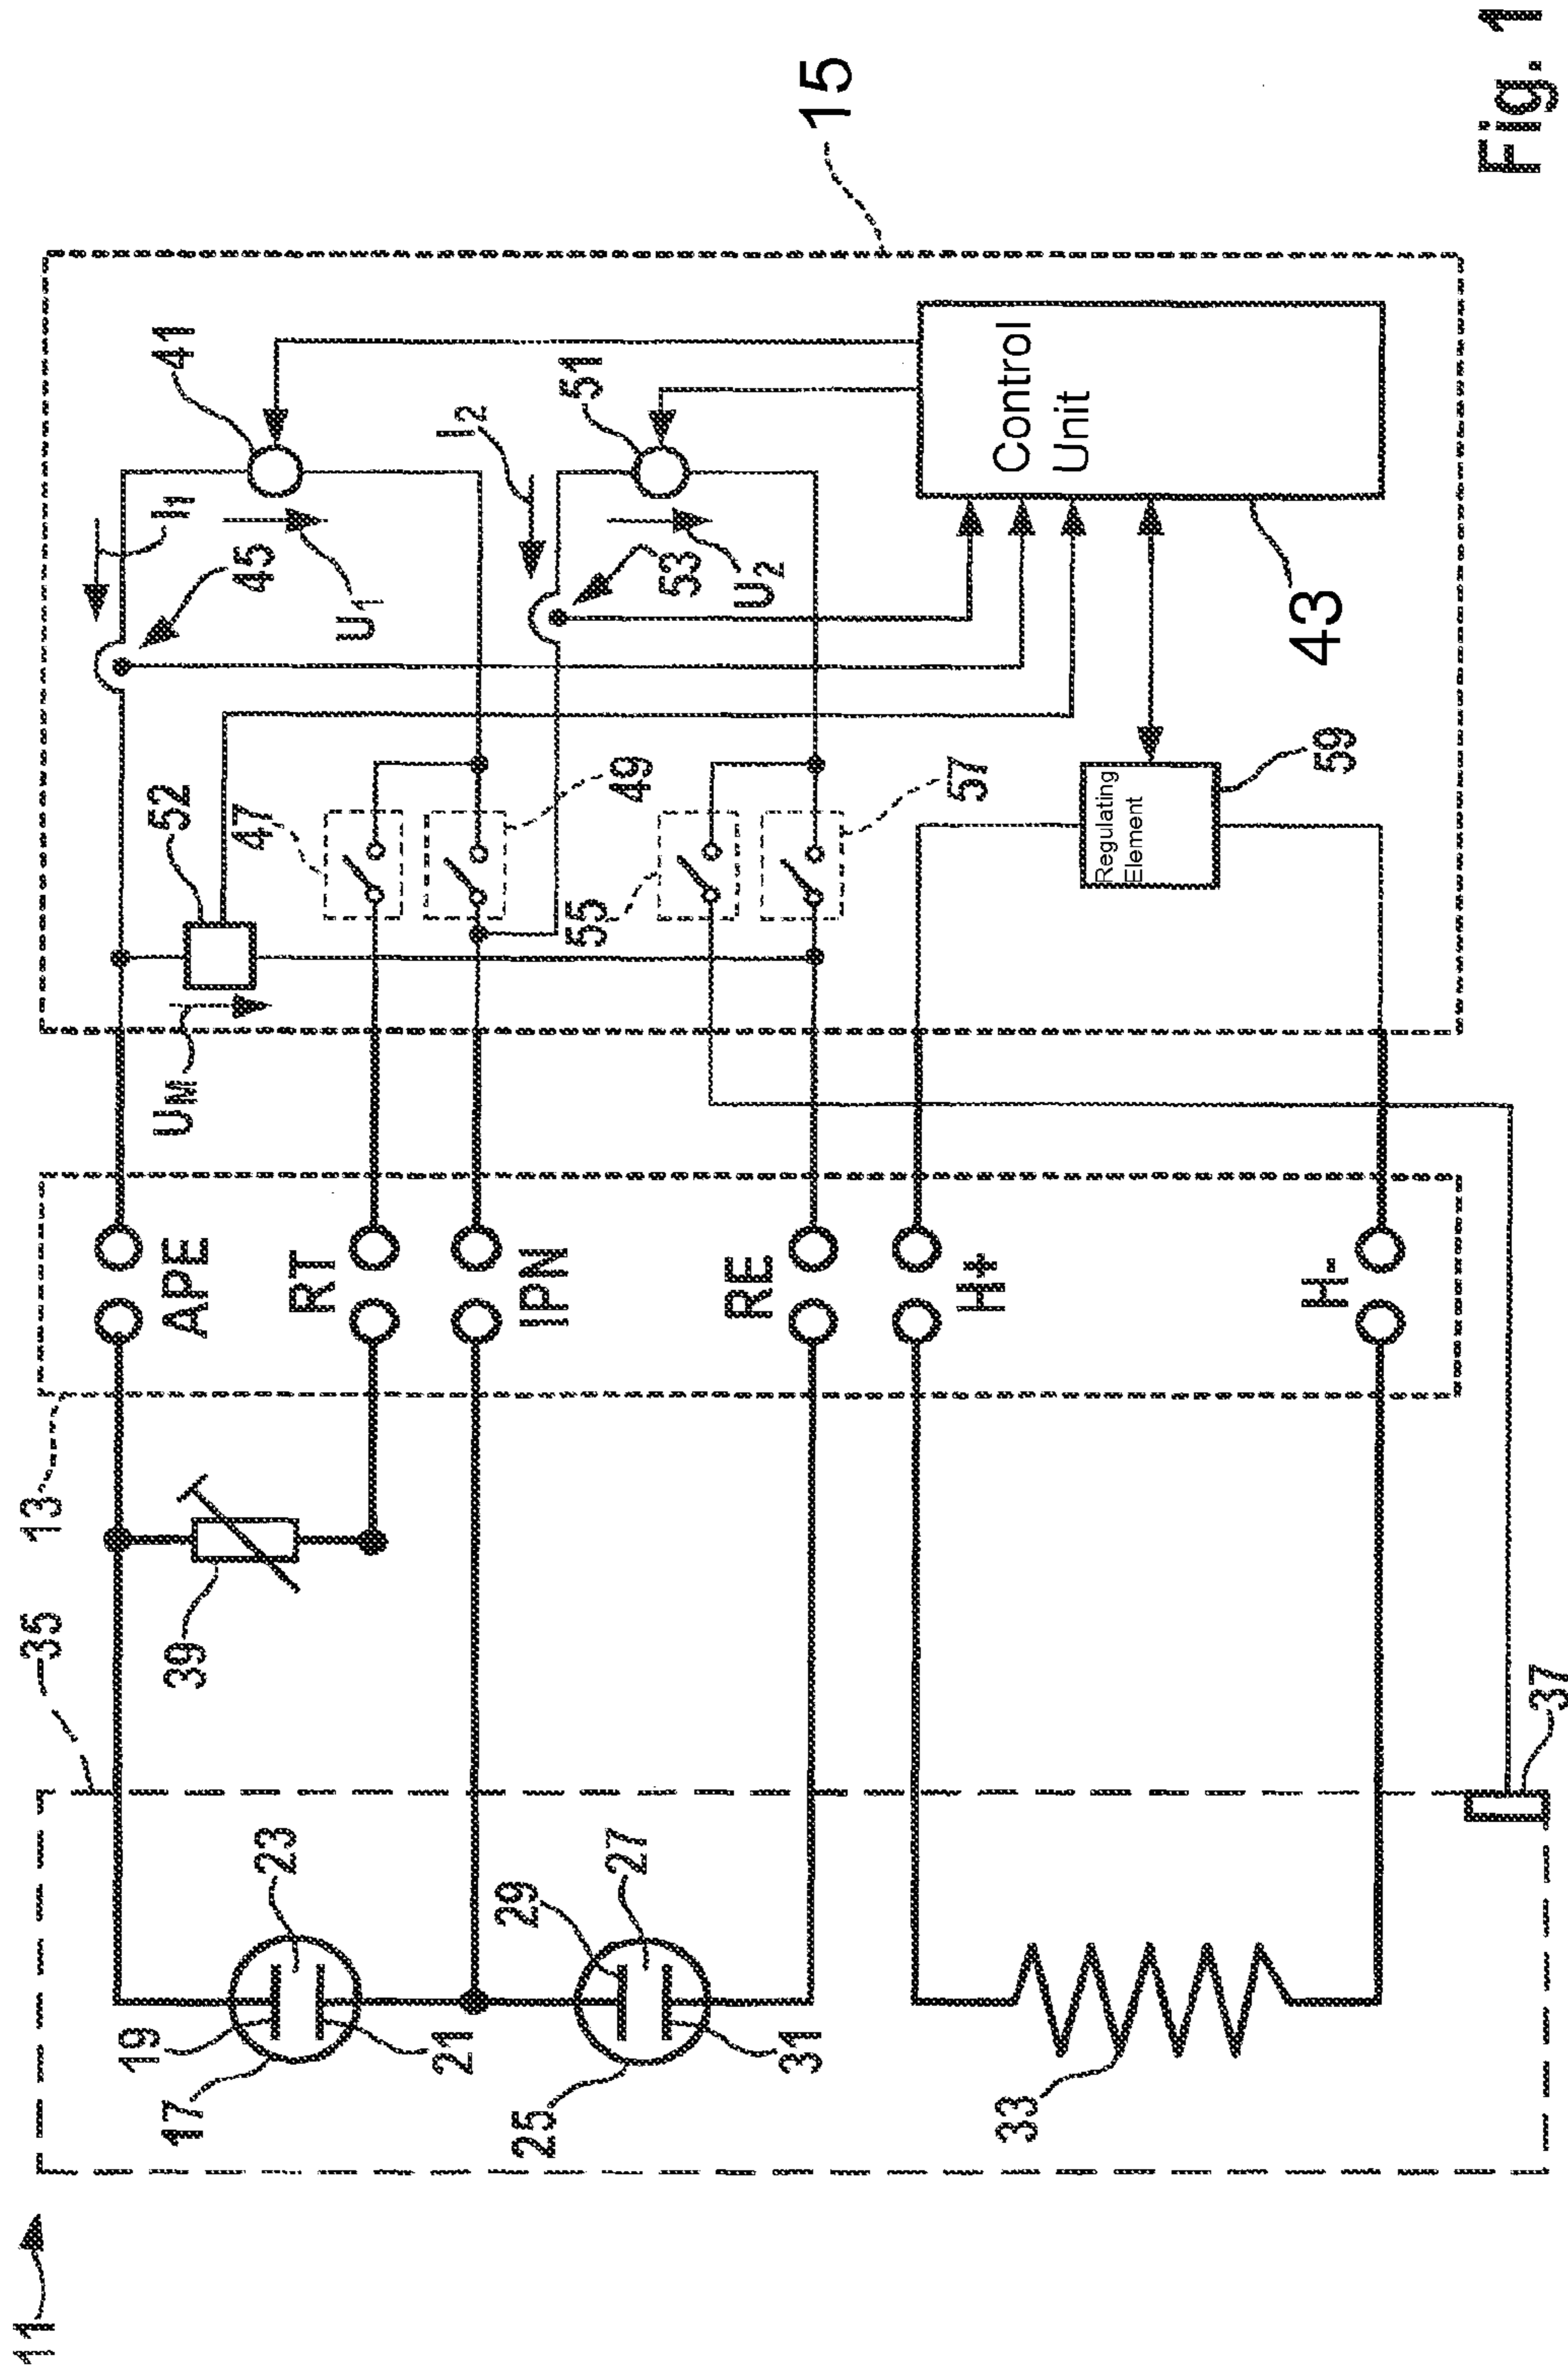 11
35
13
39
17
19
23
21
25
29
27
31
33
37
APE
RT
IPN
RE
H+
H-
UM
52
47
49
55
57
45
I1
U1
41
I2
53
U2
51
Regulating
Element
59
Control
Unit
43
15
Fig. 1